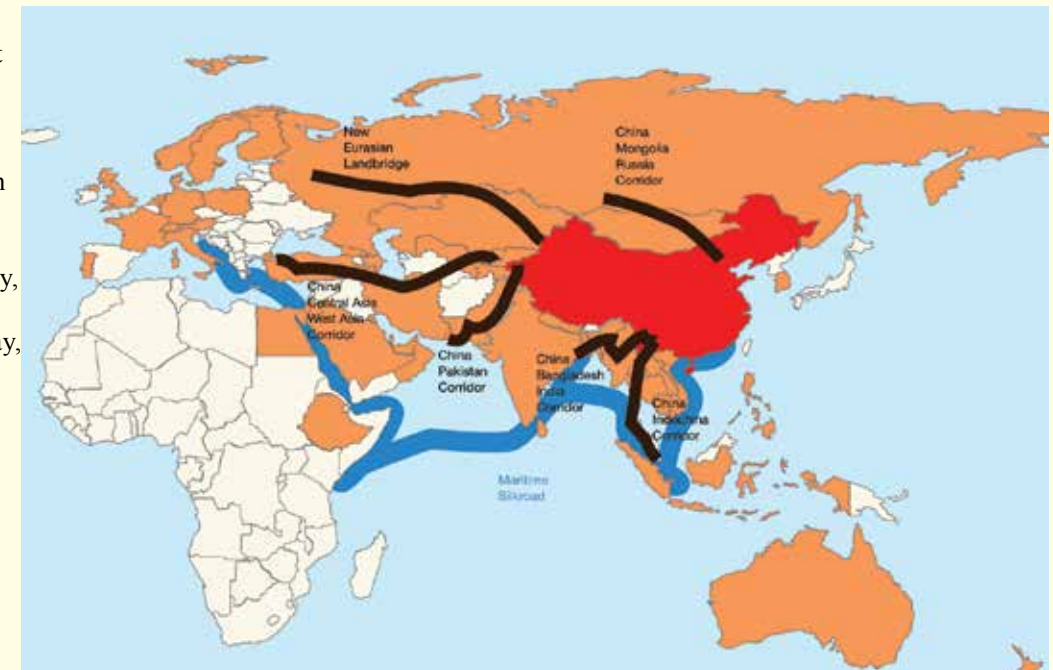 t
n
y,
ay,
New
Eurasian
Landbridge
China
Mongolia
Russia
Corridor
China
Central Asia
West Asia
Corridor
China
Pakistan
Corridor
China
Bangladesh
India
Corridor
China
Indochina
Corridor
Maritime
Silkroad